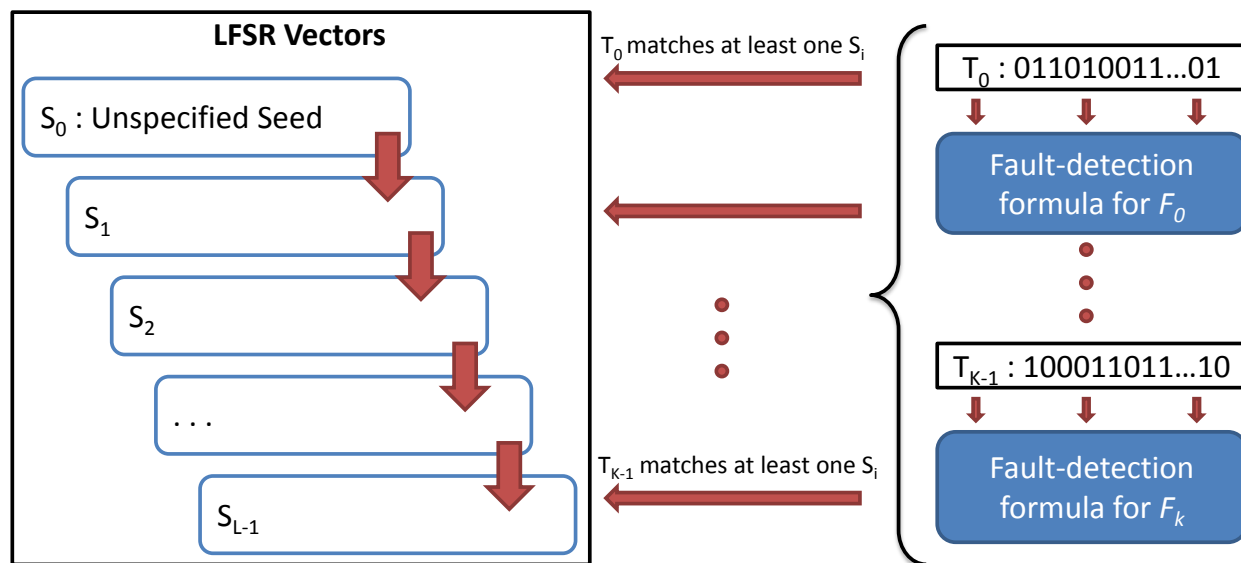 LFSR Vectors
S0 : Unspecified Seed
S1
S2
. . .
SL-1
T0 matches at least one Si
TK-1 matches at least one Si
T0 : 011010011...01
Fault-detection
formula for F0
TK-1 : 100011011...10
Fault-detection
formula for Fk